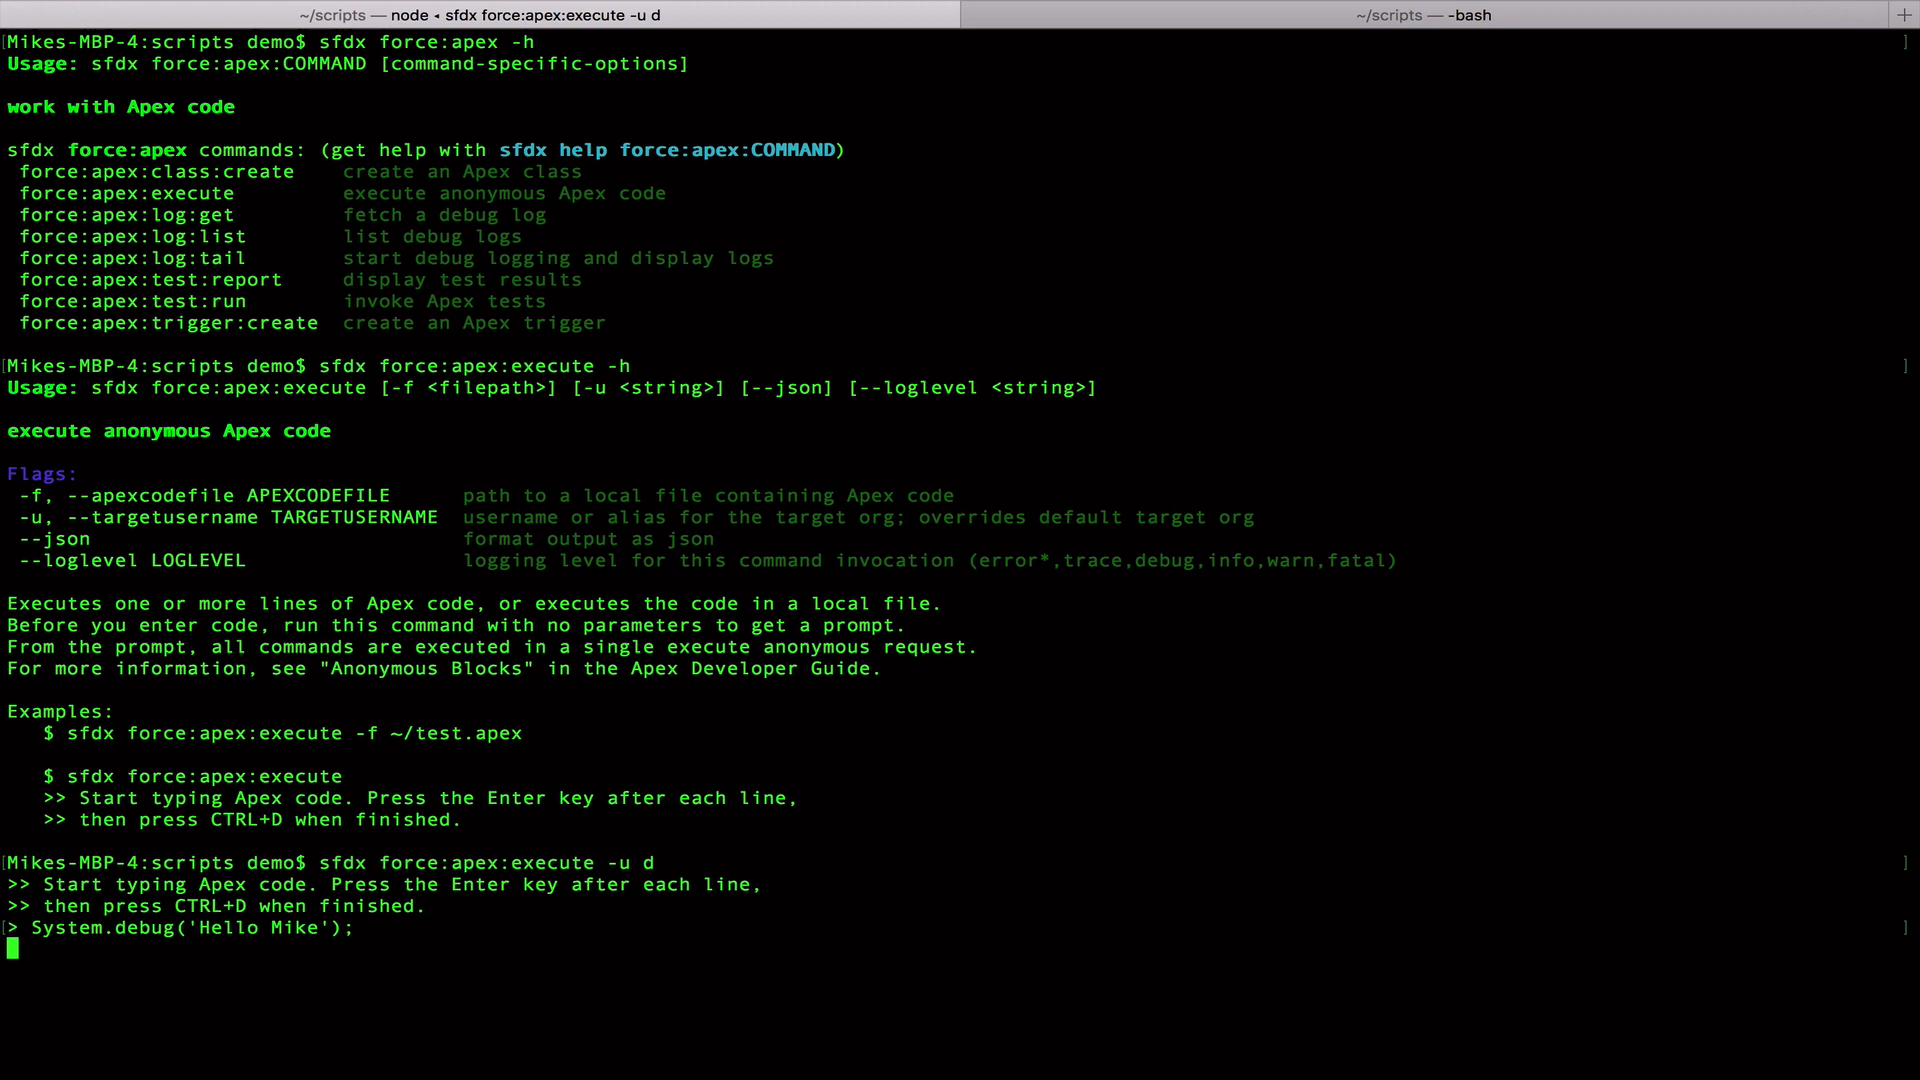 ~/scripts — node ◂ sfdx force:apex:execute -u d
~/scripts — -bash
[Mikes-MBP-4:scripts demo$ sfdx force:apex -h ]
Usage: sfdx force:apex:COMMAND [command-specific-options]
work with Apex code
sfdx force:apex commands: (get help with sfdx help force:apex:COMMAND)
force:apex:class:create create an Apex class
force:apex:execute execute anonymous Apex code
force:apex:log:get fetch a debug log
force:apex:log:list list debug logs
force:apex:log:tail start debug logging and display logs
force:apex:test:report display test results
force:apex:test:run invoke Apex tests
force:apex:trigger:create create an Apex trigger
[Mikes-MBP-4:scripts demo$ sfdx force:apex:execute -h ]
Usage: sfdx force:apex:execute [-f <filepath>] [-u <string>] [--json] [--loglevel <string>]
execute anonymous Apex code
Flags:
-f, --apexcodefile APEXCODEFILE path to a local file containing Apex code
-u, --targetusername TARGETUSERNAME username or alias for the target org; overrides default target org
--json format output as json
--loglevel LOGLEVEL logging level for this command invocation (error*,trace,debug,info,warn,fatal)
Executes one or more lines of Apex code, or executes the code in a local file.
Before you enter code, run this command with no parameters to get a prompt.
From the prompt, all commands are executed in a single execute anonymous request.
For more information, see "Anonymous Blocks" in the Apex Developer Guide.
Examples:
$ sfdx force:apex:execute -f ~/test.apex
$ sfdx force:apex:execute
>> Start typing Apex code. Press the Enter key after each line,
>> then press CTRL+D when finished.
[Mikes-MBP-4:scripts demo$ sfdx force:apex:execute -u d ]
>> Start typing Apex code. Press the Enter key after each line,
>> then press CTRL+D when finished.
[> System.debug('Hello Mike'); ]